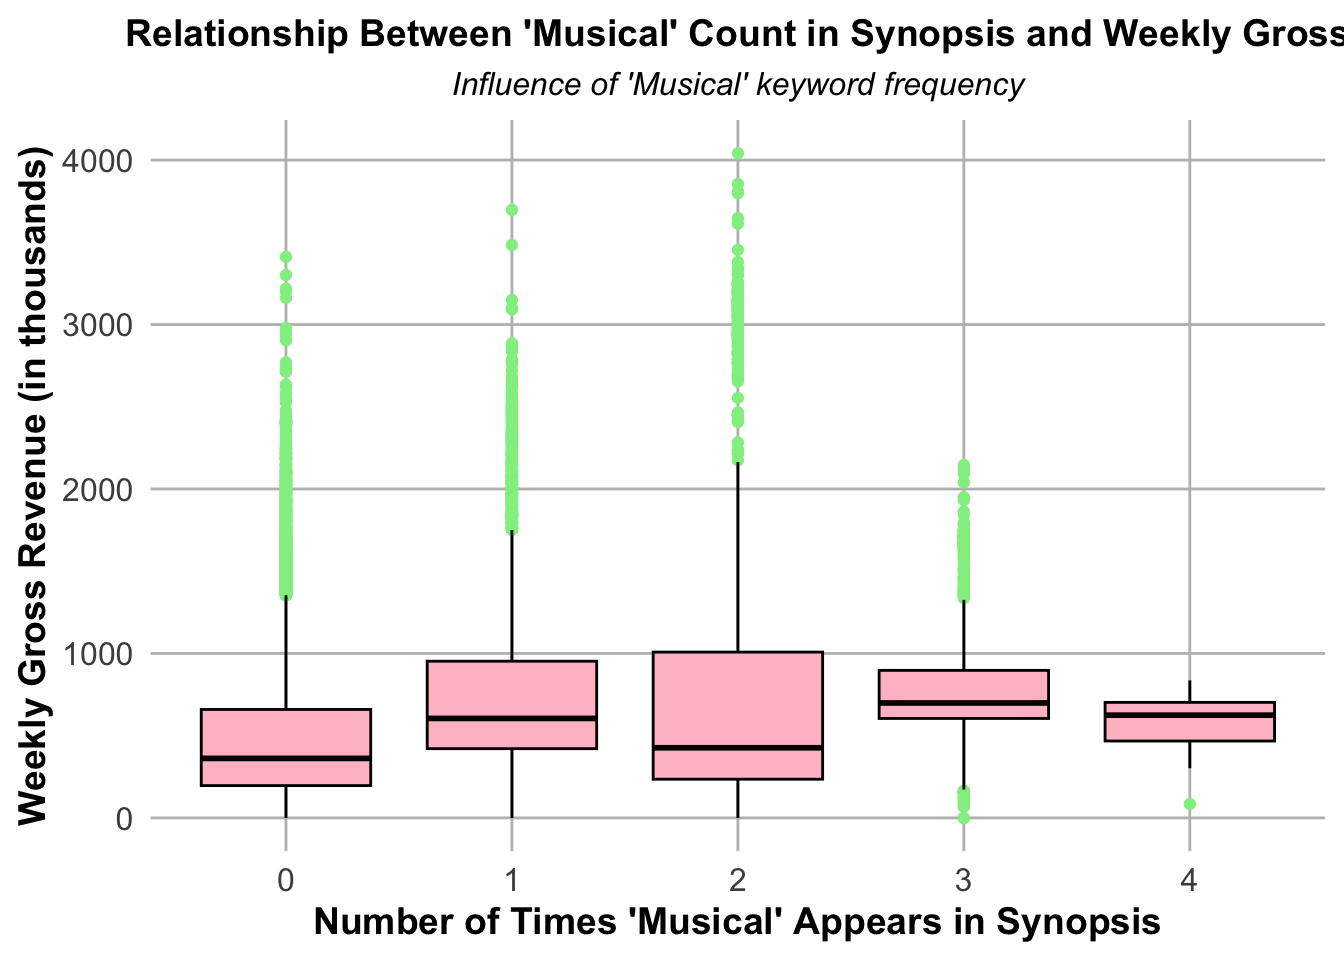 Relationship Between 'Musical' Count in Synopsis and Weekly Gross
Influence of 'Musical' keyword frequency
Weekly Gross Revenue (in thousands)
4000
3000
2000
1000
0
0 1 2 3 4
Number of Times 'Musical' Appears in Synopsis